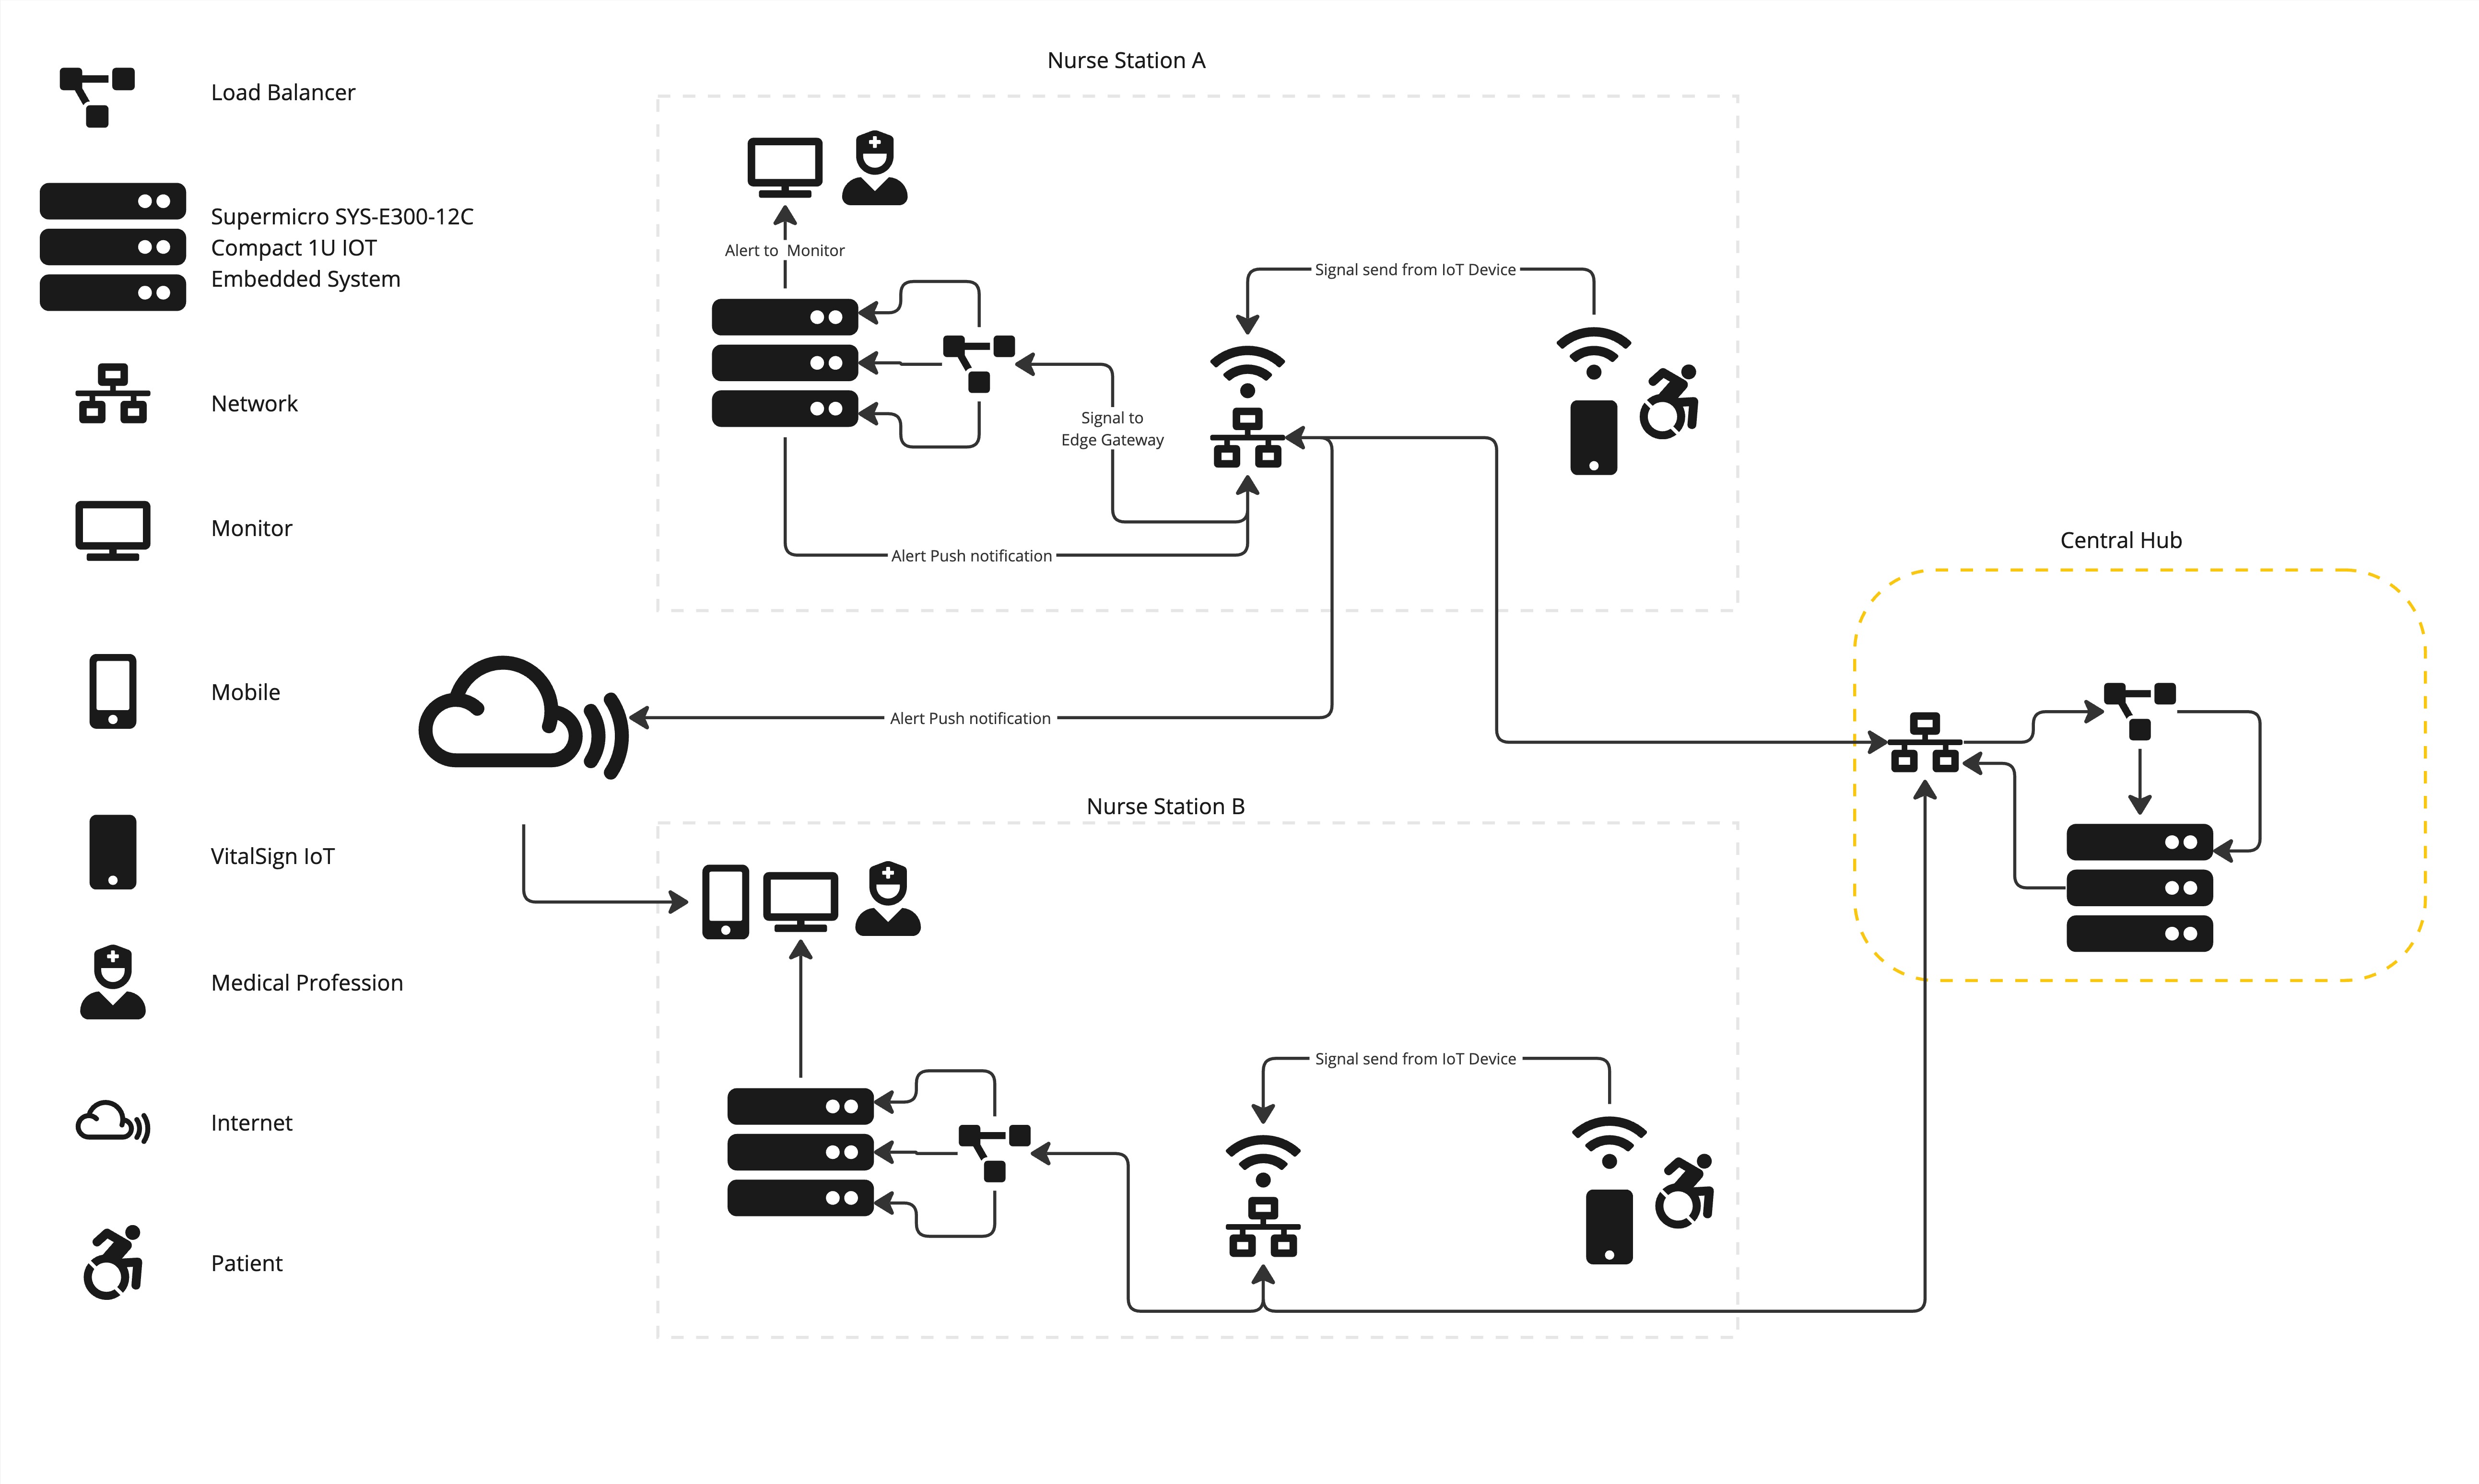 Nurse Station A
Load Balancer
Supermicro SYS-E300-12C
Compact 1U IOT
Embedded System
Network
Monitor
Mobile
VitalSign IoT
Medical Profession
Internet
Patient
Alert to  Monitor
Signal send from IoT Device
Signal to
Edge Gateway
Alert Push notification
Alert Push notification
Central Hub
Nurse Station B
Signal send from IoT Device